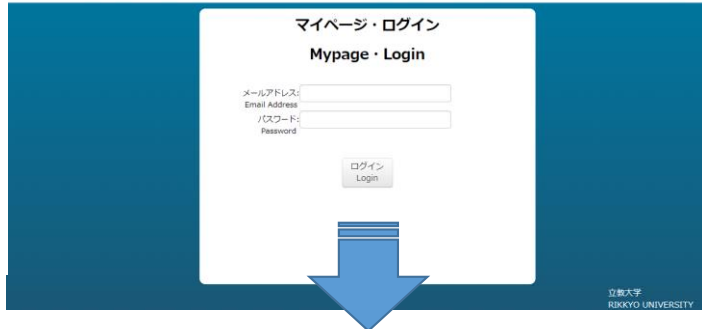 マイページ・ログイン
Mypage・Login
メールアドレス:
Email Address
パスワード:
Password
ログイン
Login
立教大学
RIKKYO UNIVERSITY